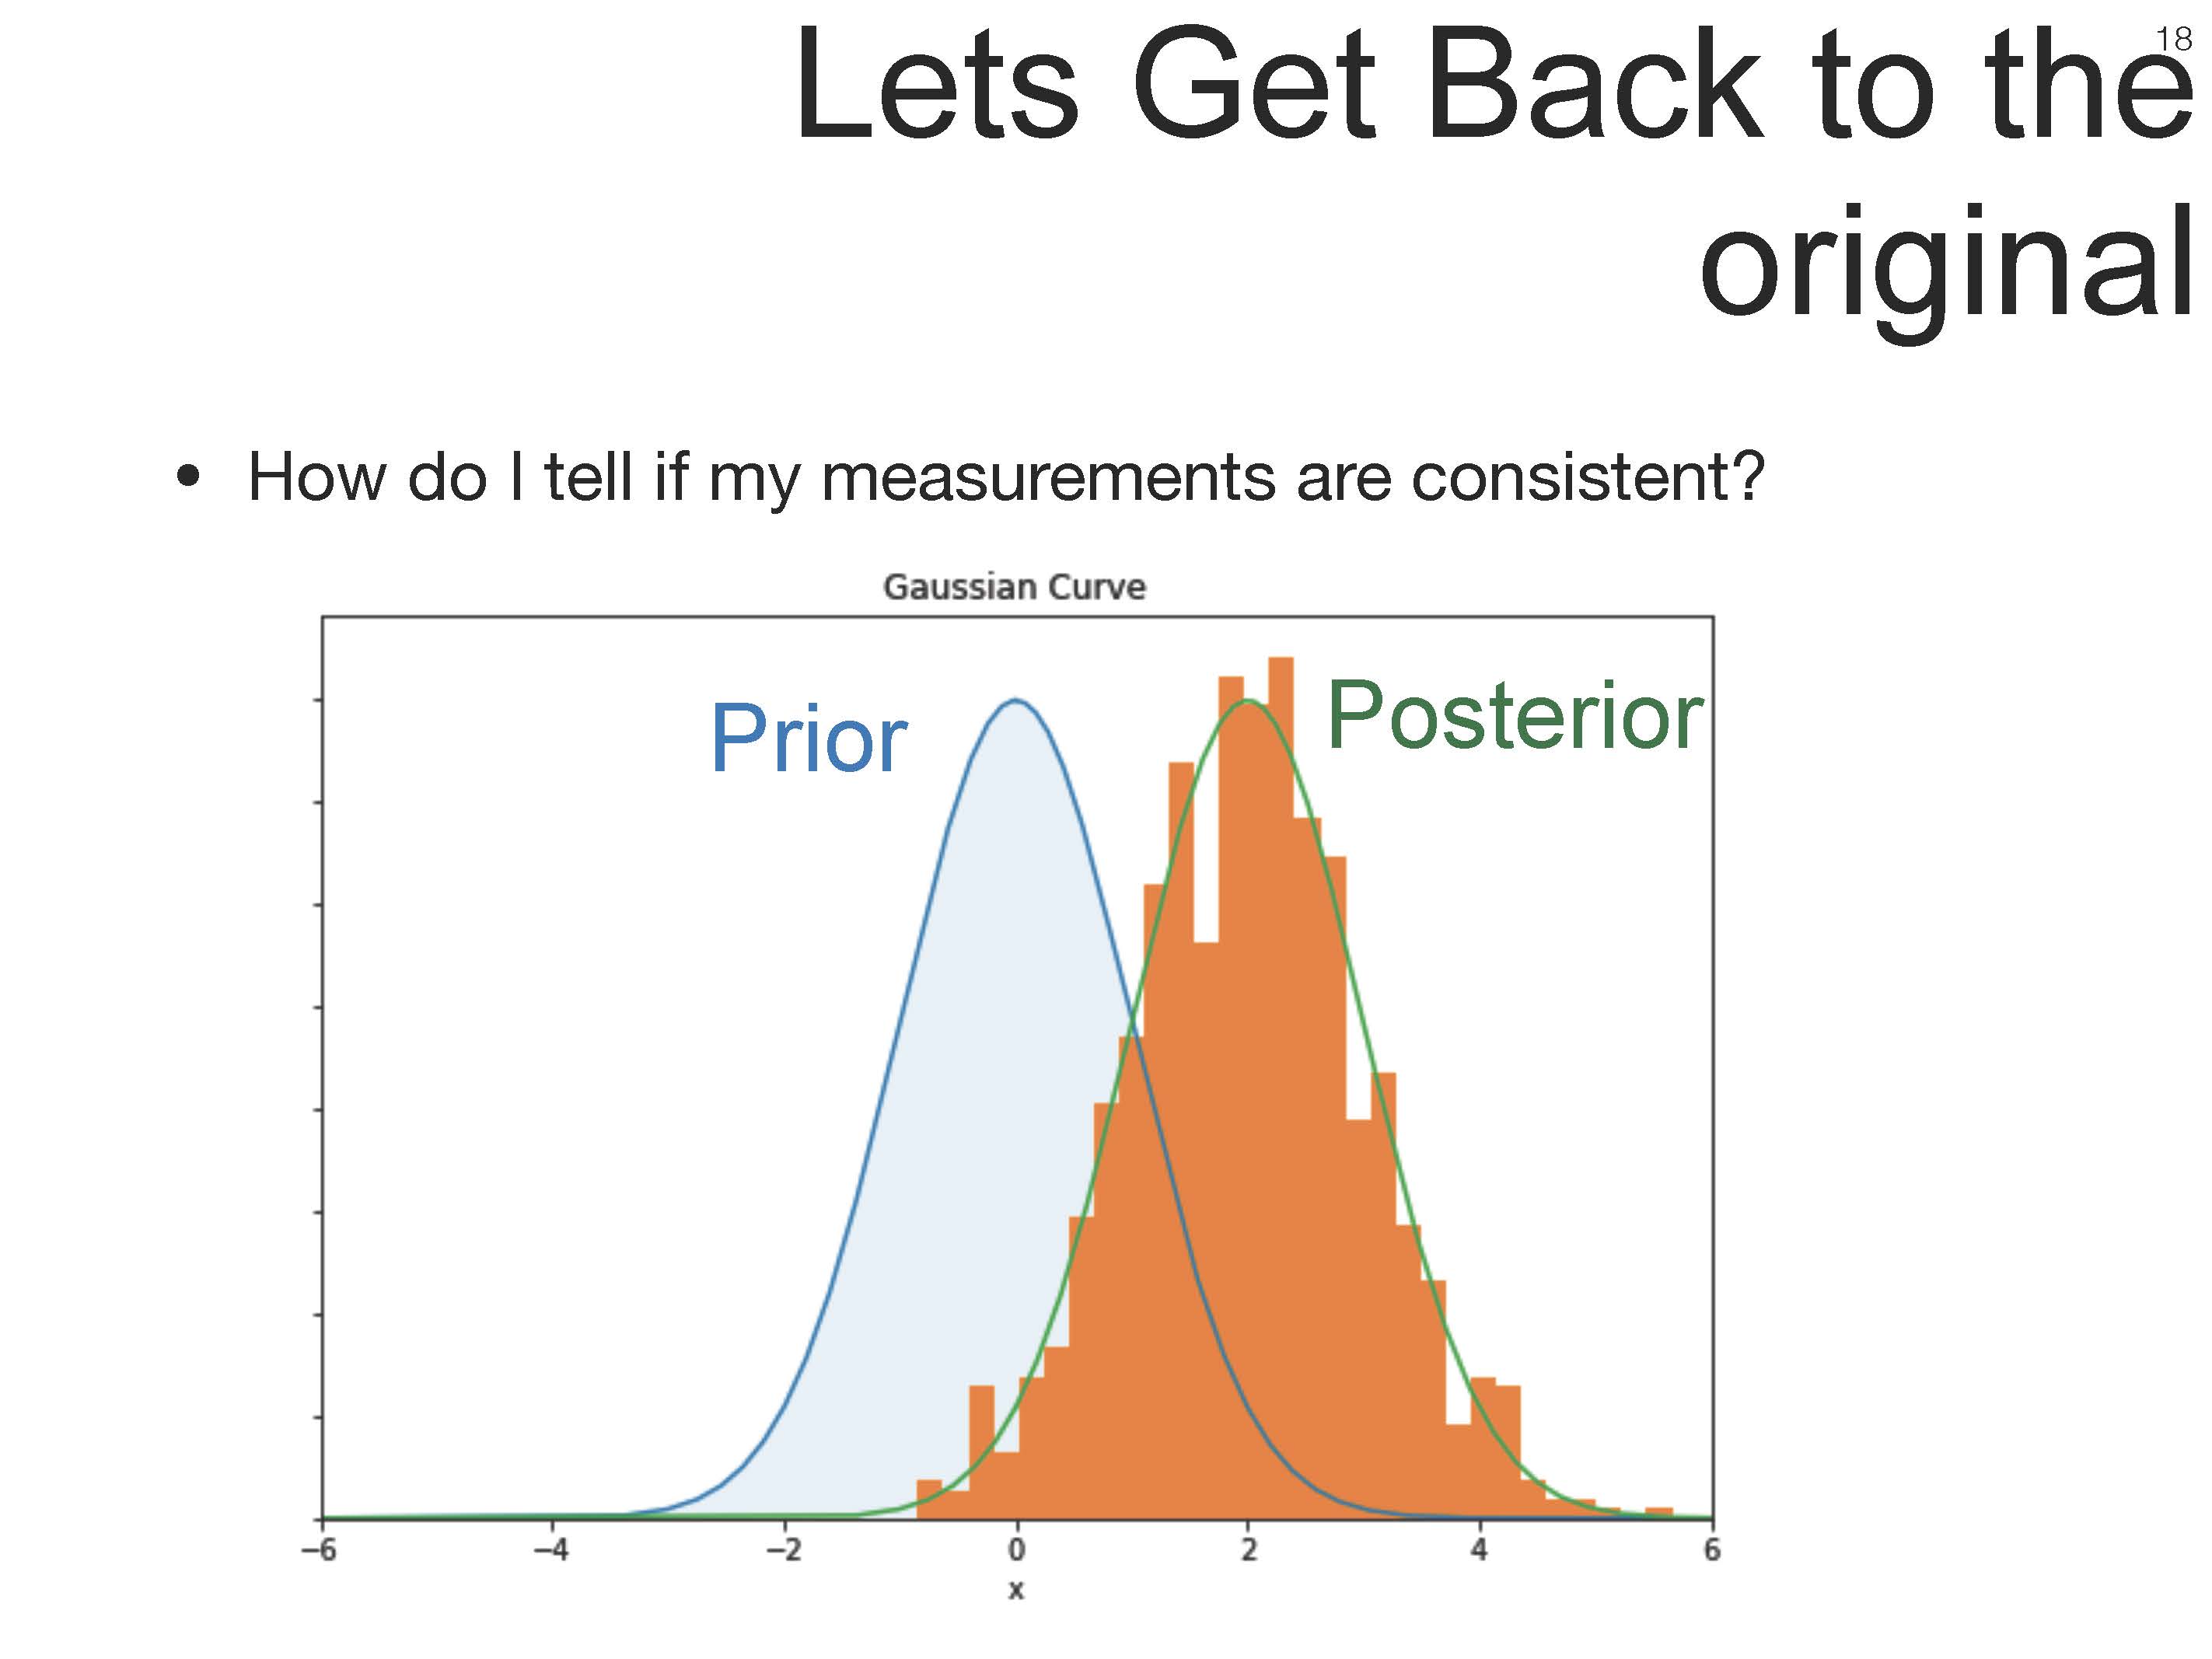 18
Lets Get Back to the
original
• How do I tell if my measurements are consistent?
Gaussian Curve
Prior
Posterior
−6 −4 −2 0 2 4 6
x